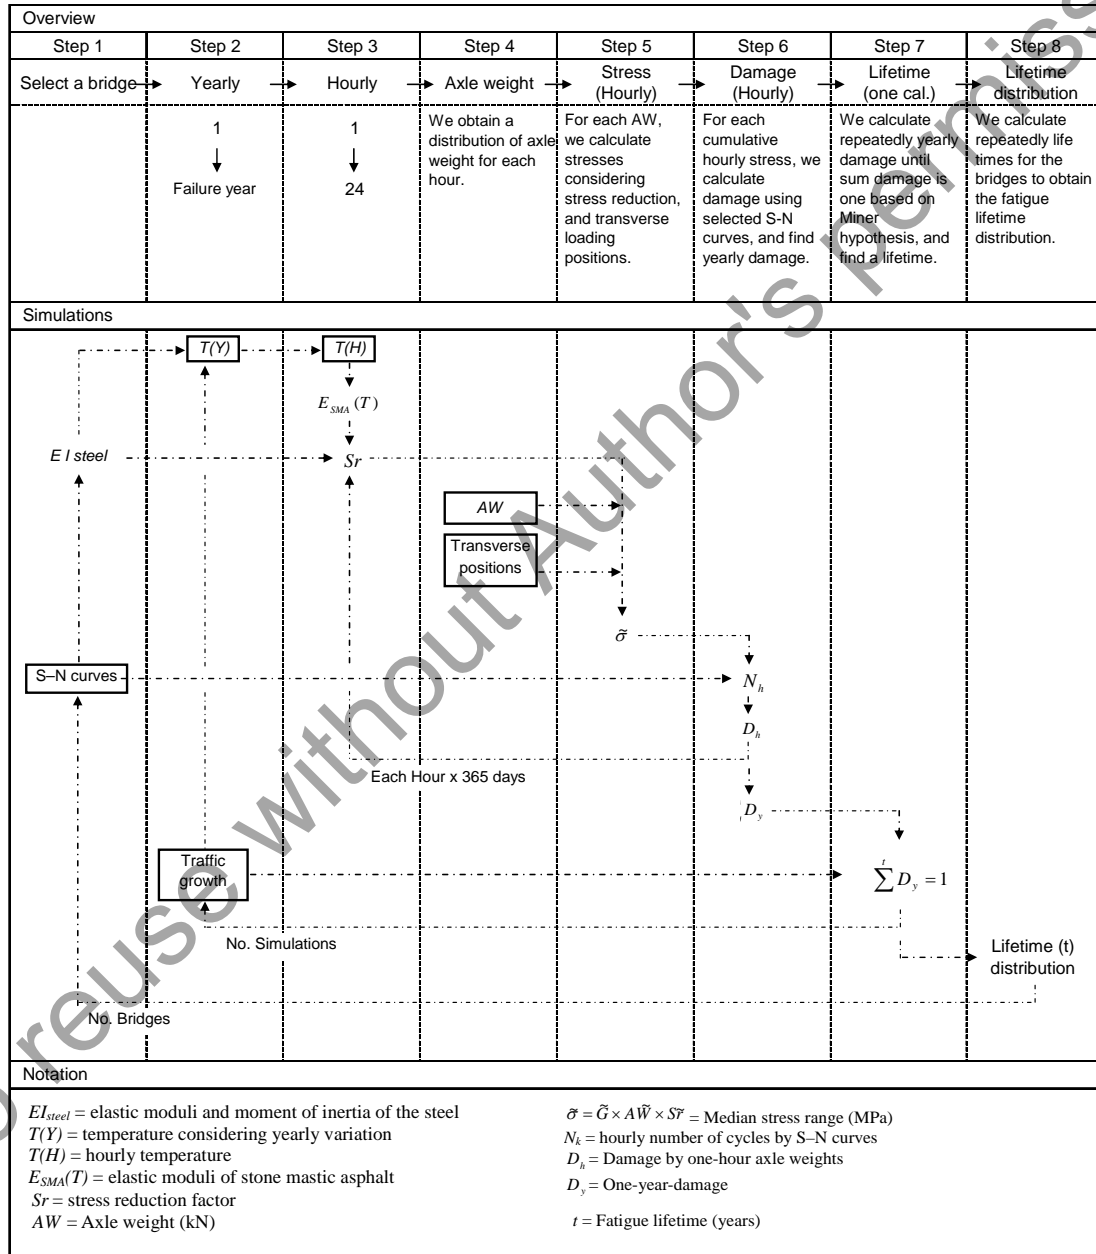 Overview
Step 1 Step 2 Step 3 Step 4 Step 5 Step 6 Step 7 Step 8
Select a bridge
Yearly
Hourly
Axle weight
Stress
(Hourly)
Damage
(Hourly)
Lifetime
(one cal.)
Lifetime
distribution
1
Failure year
1
24
We obtain a
distribution of axle
weight for each
hour.
For each AW,
we calculate
stresses
considering
stress reduction,
and transverse
loading
positions.
For each
cumulative
hourly stress, we
calculate
damage using
selected S-N
curves, and find
yearly damage.
We calculate
repeatedly yearly
damage until
sum damage is
one based on
Miner
hypothesis, and
find a lifetime.
We calculate
repeatedly life
times for the
bridges to obtain
the fatigue
lifetime
distribution.
Simulations
T(Y)
T(H)
E_SMA (T)
E I steel
Sr
AW
Transverse
positions
σ̃
S–N curves
N_h
D_h
Each Hour x 365 days
D_y
Traffic
growth
t
∑ D_y = 1
No. Simulations
Lifetime (t)
distribution
No. Bridges
Notation
EI_steel = elastic moduli and moment of inertia of the steel
T(Y) = temperature considering yearly variation
T(H) = hourly temperature
E_SMA(T) = elastic moduli of stone mastic asphalt
Sr = stress reduction factor
AW = Axle weight (kN)
σ̃ = G̃ × AW̃ × Sr̃ = Median stress range (MPa)
N_k = hourly number of cycles by S–N curves
D_h = Damage by one-hour axle weights
D_y = One-year-damage
t = Fatigue lifetime (years)
reuse without Author's permiss